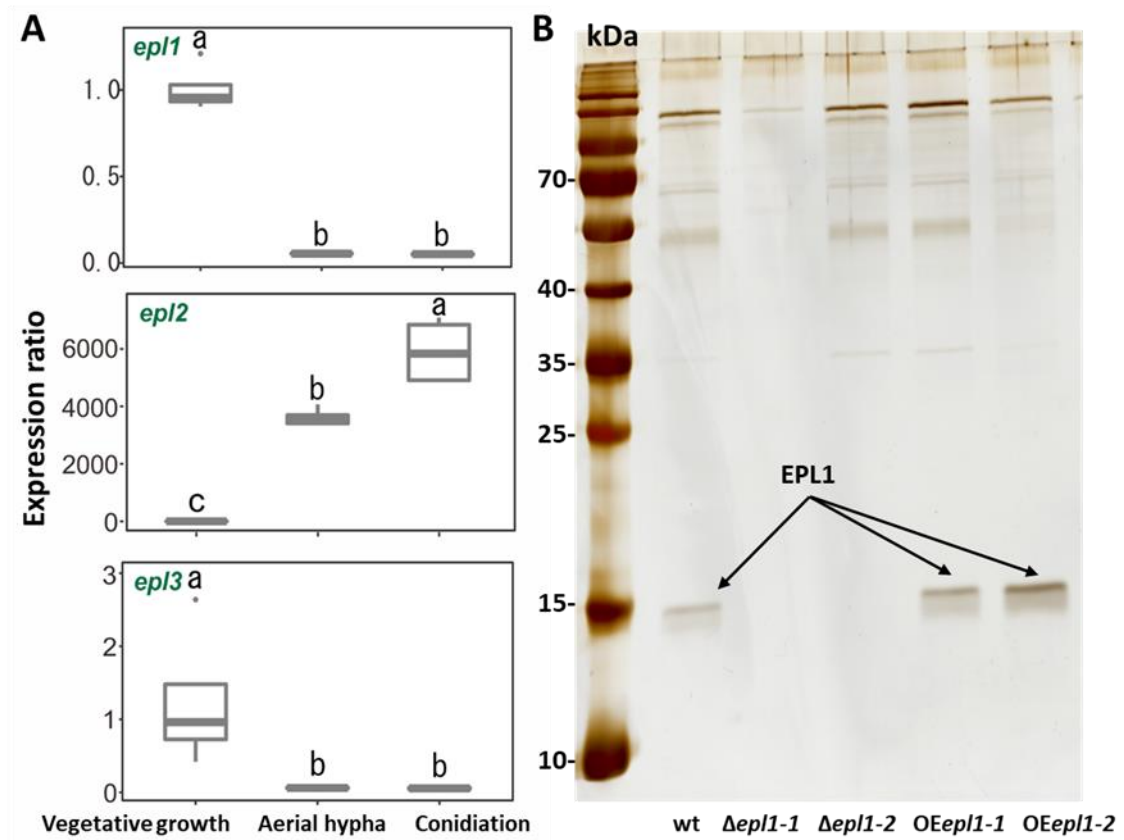 A
epl1
a
1.0
0.5
b
b
0.0
epl2
a
6000
b
4000
2000
c
0
Expression ratio
epl3
a
3
2
1
b
b
0
Vegetative growth Aerial hypha Conidiation
B
kDa
70-
40-
35-
25-
EPL1
15-
10-
wt Δepl1-1 Δepl1-2 OEepl1-1 OEepl1-2